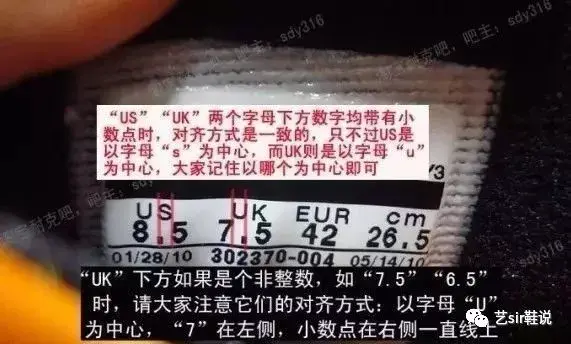 耐克吧，吧主：sdy316
“US”“UK”两个字母下方数字均带有小
数点时，对齐方式是一致的，只不过US是
以字母“s”为中心，而UK则是以字母“u”
为中心，大家记住以哪个为中心即可
US UK EUR cm
8.5 7.5 42 26.5
01/28/10 302370-004 05/14/10
“UK”下方如果是个非整数，如“7.5”“6.5”
时，请大家注意它们的对齐方式：以字母“U”
为中心，“7”在左侧，小数点在右侧一直线上
艺sir鞋说